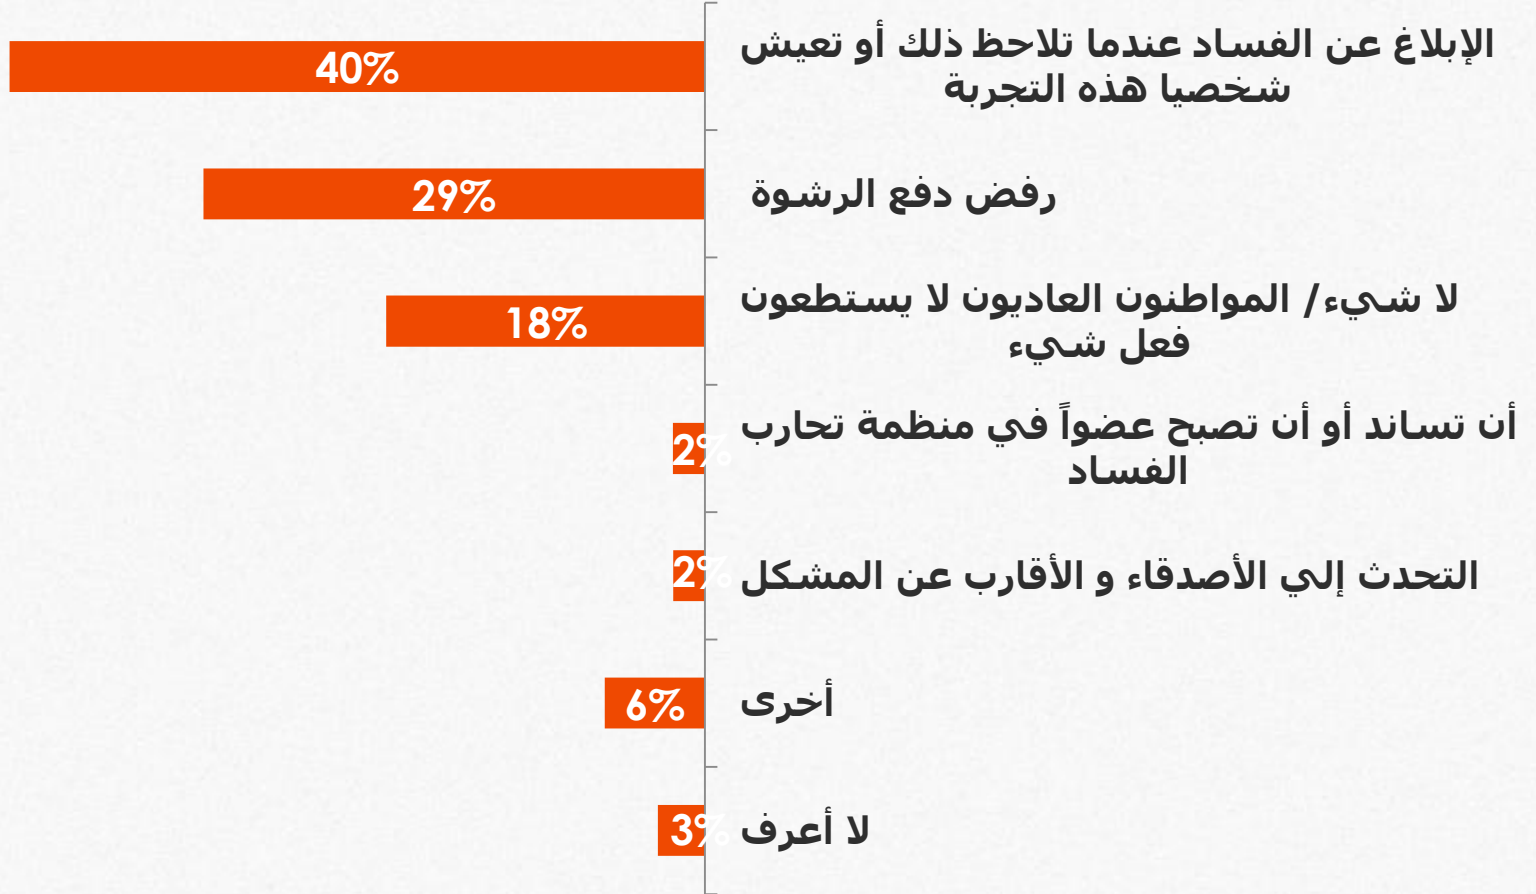 الإبلاغ عن الفساد عندما تلاحظ ذلك أو تعيش
شخصيا هذه التجربة
40%
رفض دفع الرشوة
29%
لا شيء/ المواطنون العاديون لا يستطعون
فعل شيء
18%
أن تساند أو أن تصبح عضواً في منظمة تحارب
الفساد
2%
التحدث إلي الأصدقاء و الأقارب عن المشكل
2%
أخرى
6%
لا أعرف
3%